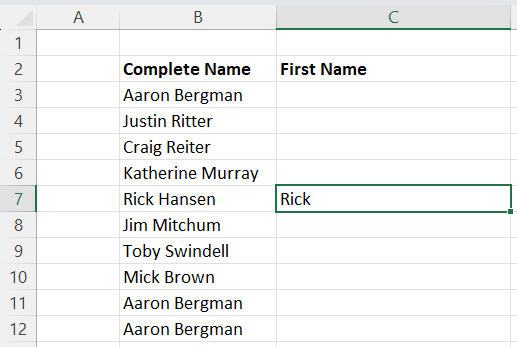 A B C
1
2 Complete Name First Name
3 Aaron Bergman
4 Justin Ritter
5 Craig Reiter
6 Katherine Murray
7 Rick Hansen Rick
8 Jim Mitchum
9 Toby Swindell
10 Mick Brown
11 Aaron Bergman
12 Aaron Bergman